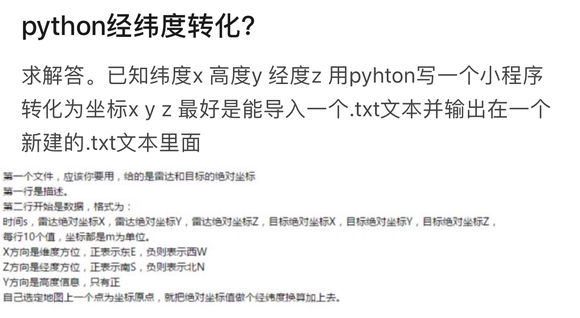 python经纬度转化?
求解答。已知纬度x 高度y 经度z 用pyhton写一个小程序
转化为坐标x y z 最好是能导入一个.txt文本并输出在一个
新建的.txt文本里面
第一个文件，应该你要用，给的是雷达和目标的绝对坐标
第一行是描述。
第二行开始是数据，格式为：
时间s，雷达绝对坐标X，雷达绝对坐标Y，雷达绝对坐标Z，目标绝对坐标X，目标绝对坐标Y，目标绝对坐标Z，
每行10个值，坐标都是m为单位。
X方向是维度方位，正表示东E，负则表示西W
Z方向是经度方位，正表示南S，负则表示北N
Y方向是高度信息，只有正
自己选定地图上一个点为坐标原点，就把绝对坐标值做个经纬度换算加上去。